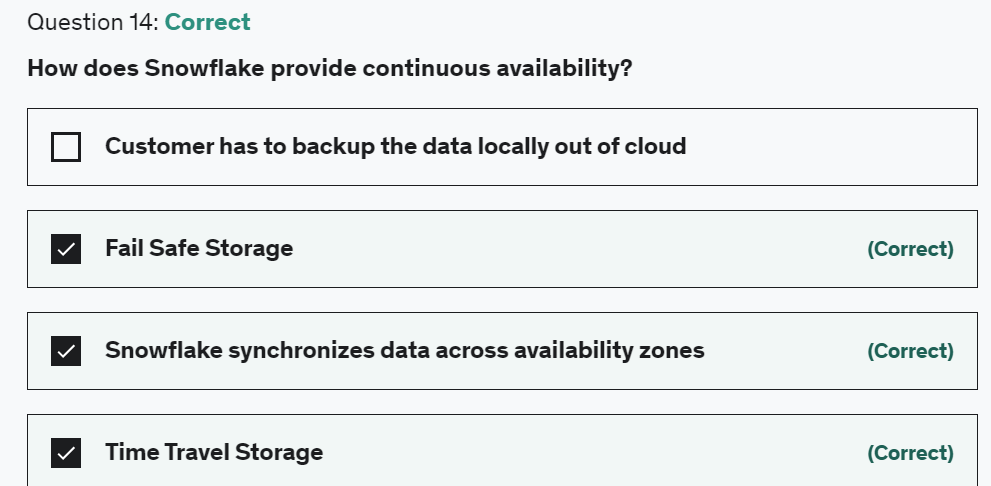 Question 14: Correct
How does Snowflake provide continuous availability?
Customer has to backup the data locally out of cloud
Fail Safe Storage (Correct)
Snowflake synchronizes data across availability zones (Correct)
Time Travel Storage (Correct)